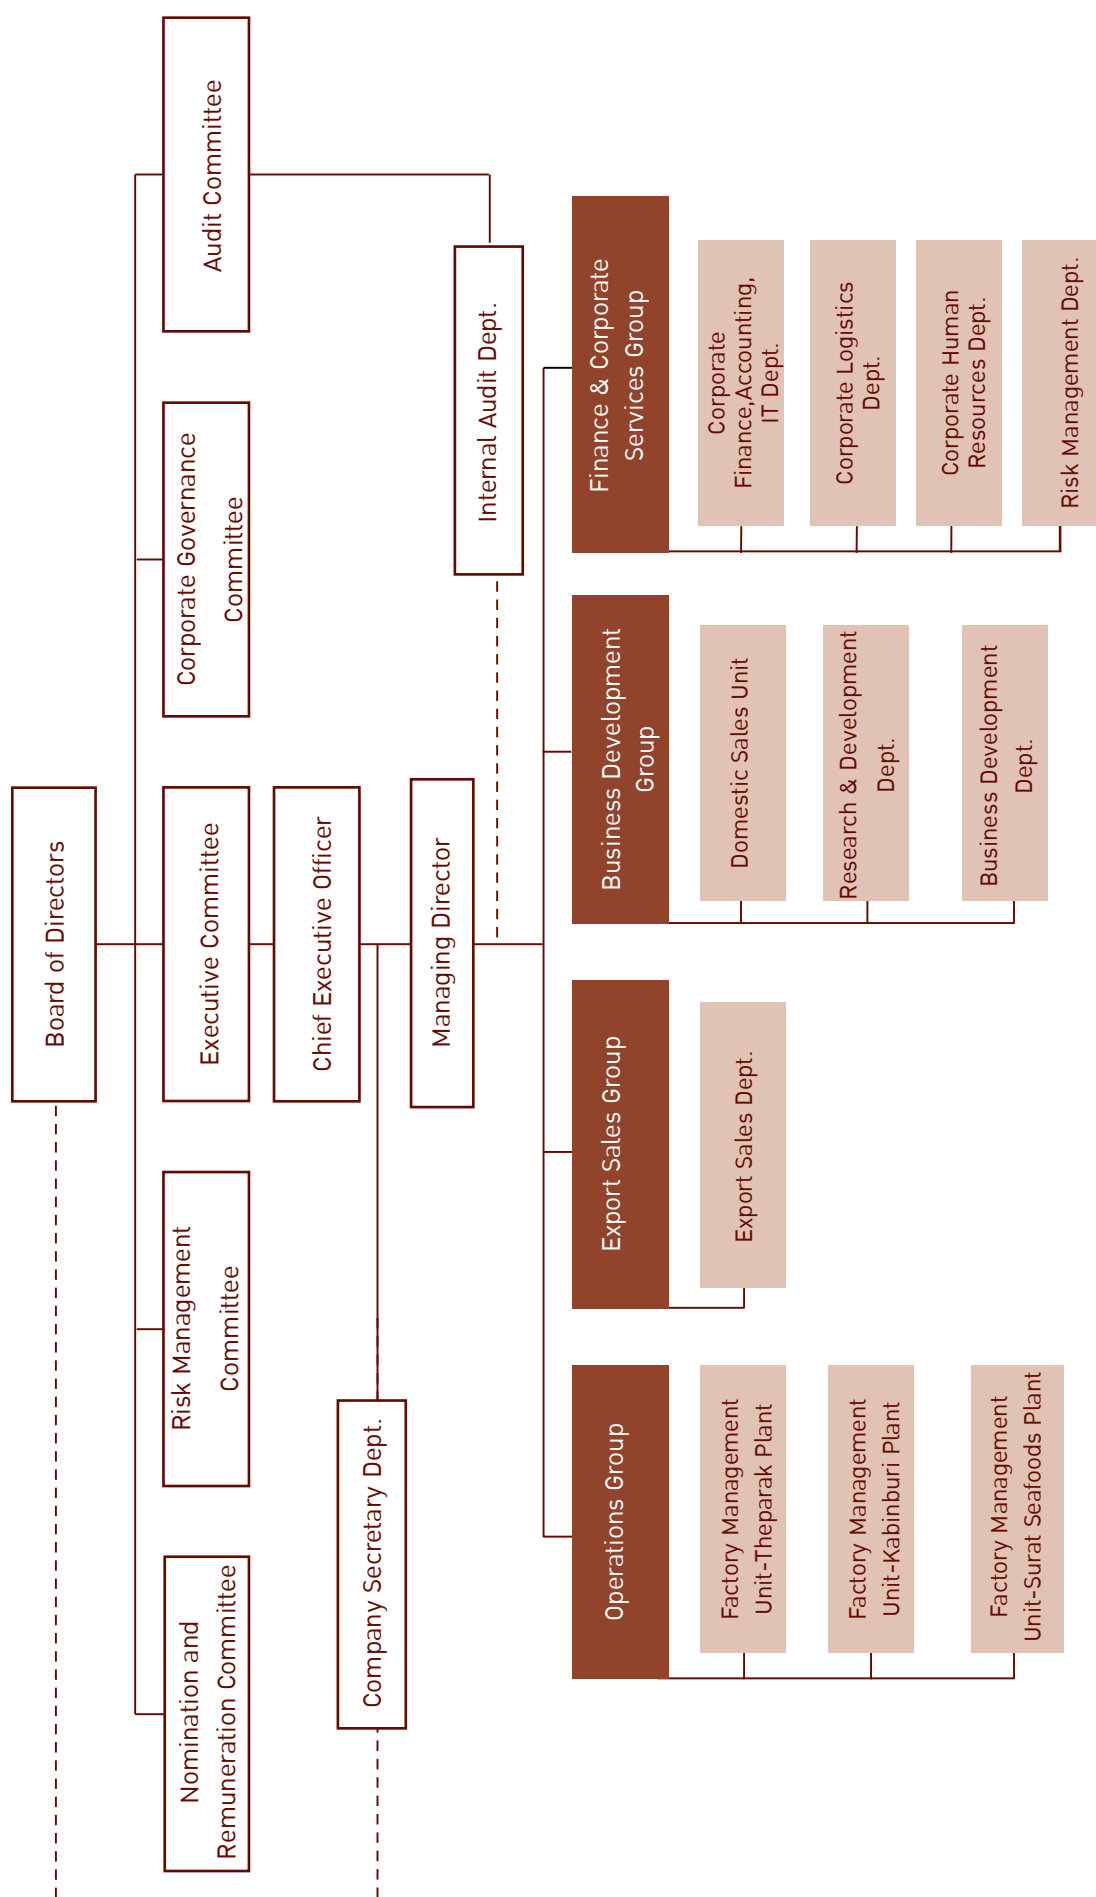 Board of Directors
Nomination and
Remuneration Committee
Risk Management
Committee
Executive Committee
Corporate Governance
Committee
Audit Committee
Chief Executive Officer
Company Secretary Dept.
Managing Director
Internal Audit Dept.
Operations Group
Factory Management
Unit-Theparak Plant
Factory Management
Unit-Kabinburi Plant
Factory Management
Unit-Surat Seafoods Plant
Export Sales Group
Export Sales Dept.
Business Development
Group
Domestic Sales Unit
Research & Development
Dept.
Business Development
Dept.
Finance & Corporate
Services Group
Corporate
Finance,Accounting,
IT Dept.
Corporate Logistics
Dept.
Corporate Human
Resources Dept.
Risk Management Dept.